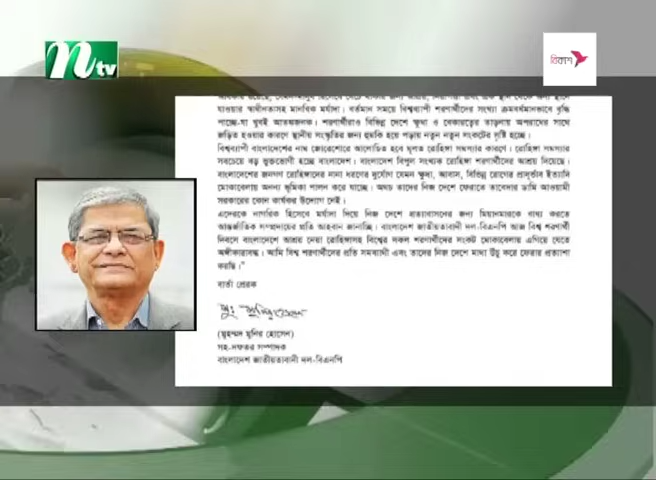 ntv
বিকাশ
যাওয়ার স্বাধীনতাসহ মানবিক মর্যাদা। বর্তমান সময়ে বিশ্বব্যাপী শরণার্থীদের সংখ্যা ক্রমবর্ধমানভাবে বৃদ্ধি
পাচ্ছে-যা খুবই আতঙ্কজনক। শরণার্থীরাও বিভিন্ন দেশে ক্ষুধা ও বেকারত্বের তাড়নায় অপরাধের সাথে
জড়িত হওয়ার কারণে স্থানীয় সংস্কৃতির জন্য হুমকি হয়ে পড়ায় নতুন নতুন সংকটের সৃষ্টি হচ্ছে।
বিশ্বব্যাপী বাংলাদেশের নাম জোরেশোরে আলোচিত হবে মূলত রোহিঙ্গা সমস্যার কারণে। রোহিঙ্গা সমস্যার
সবচেয়ে বড় ভুক্তভোগী হচ্ছে বাংলাদেশ। বাংলাদেশ বিপুল সংখ্যক রোহিঙ্গা শরণার্থীদের আশ্রয় দিয়েছে।
বাংলাদেশের জনগণ রোহিঙ্গাদের নানা ধরণের দুর্যোগ যেমন ক্ষুধা, আবাস, বিভিন্ন রোগের প্রাদুর্ভাব ইত্যাদি
মোকাবেলায় অনন্য ভূমিকা পালন করে যাচ্ছে। অথচ তাদের নিজ দেশে ফেরাতে তাবেদার ডামি আওয়ামী
সরকারের কোন কার্যকর উদ্যোগ নেই।
এদেরকে নাগরিক হিসেবে মর্যাদা দিয়ে নিজ দেশে প্রত্যাবাসনের জন্য মিয়ানমারকে বাধ্য করতে
আন্তর্জাতিক সম্প্রদায়ের প্রতি আহবান জানাচ্ছি। বাংলাদেশ জাতীয়তাবাদী দল-বিএনপি আজ বিশ্ব শরণার্থী
দিবসে বাংলাদেশে আশ্রয় নেয়া রোহিঙ্গাসহ বিশ্বের সকল শরণার্থীদের সংকট মোকাবেলায় এগিয়ে যেতে
অঙ্গীকারাবদ্ধ। আমি বিশ্ব শরণার্থীদের প্রতি সমব্যাথী এবং তাদের নিজ দেশে মাথা উঁচু করে ফেরার প্রত্যাশা
করছি।"
বার্তা প্রেরক
(মুহম্মদ মুনির হোসেন)
সহ-দফতর সম্পাদক
বাংলাদেশ জাতীয়তাবাদী দল-বিএনপি